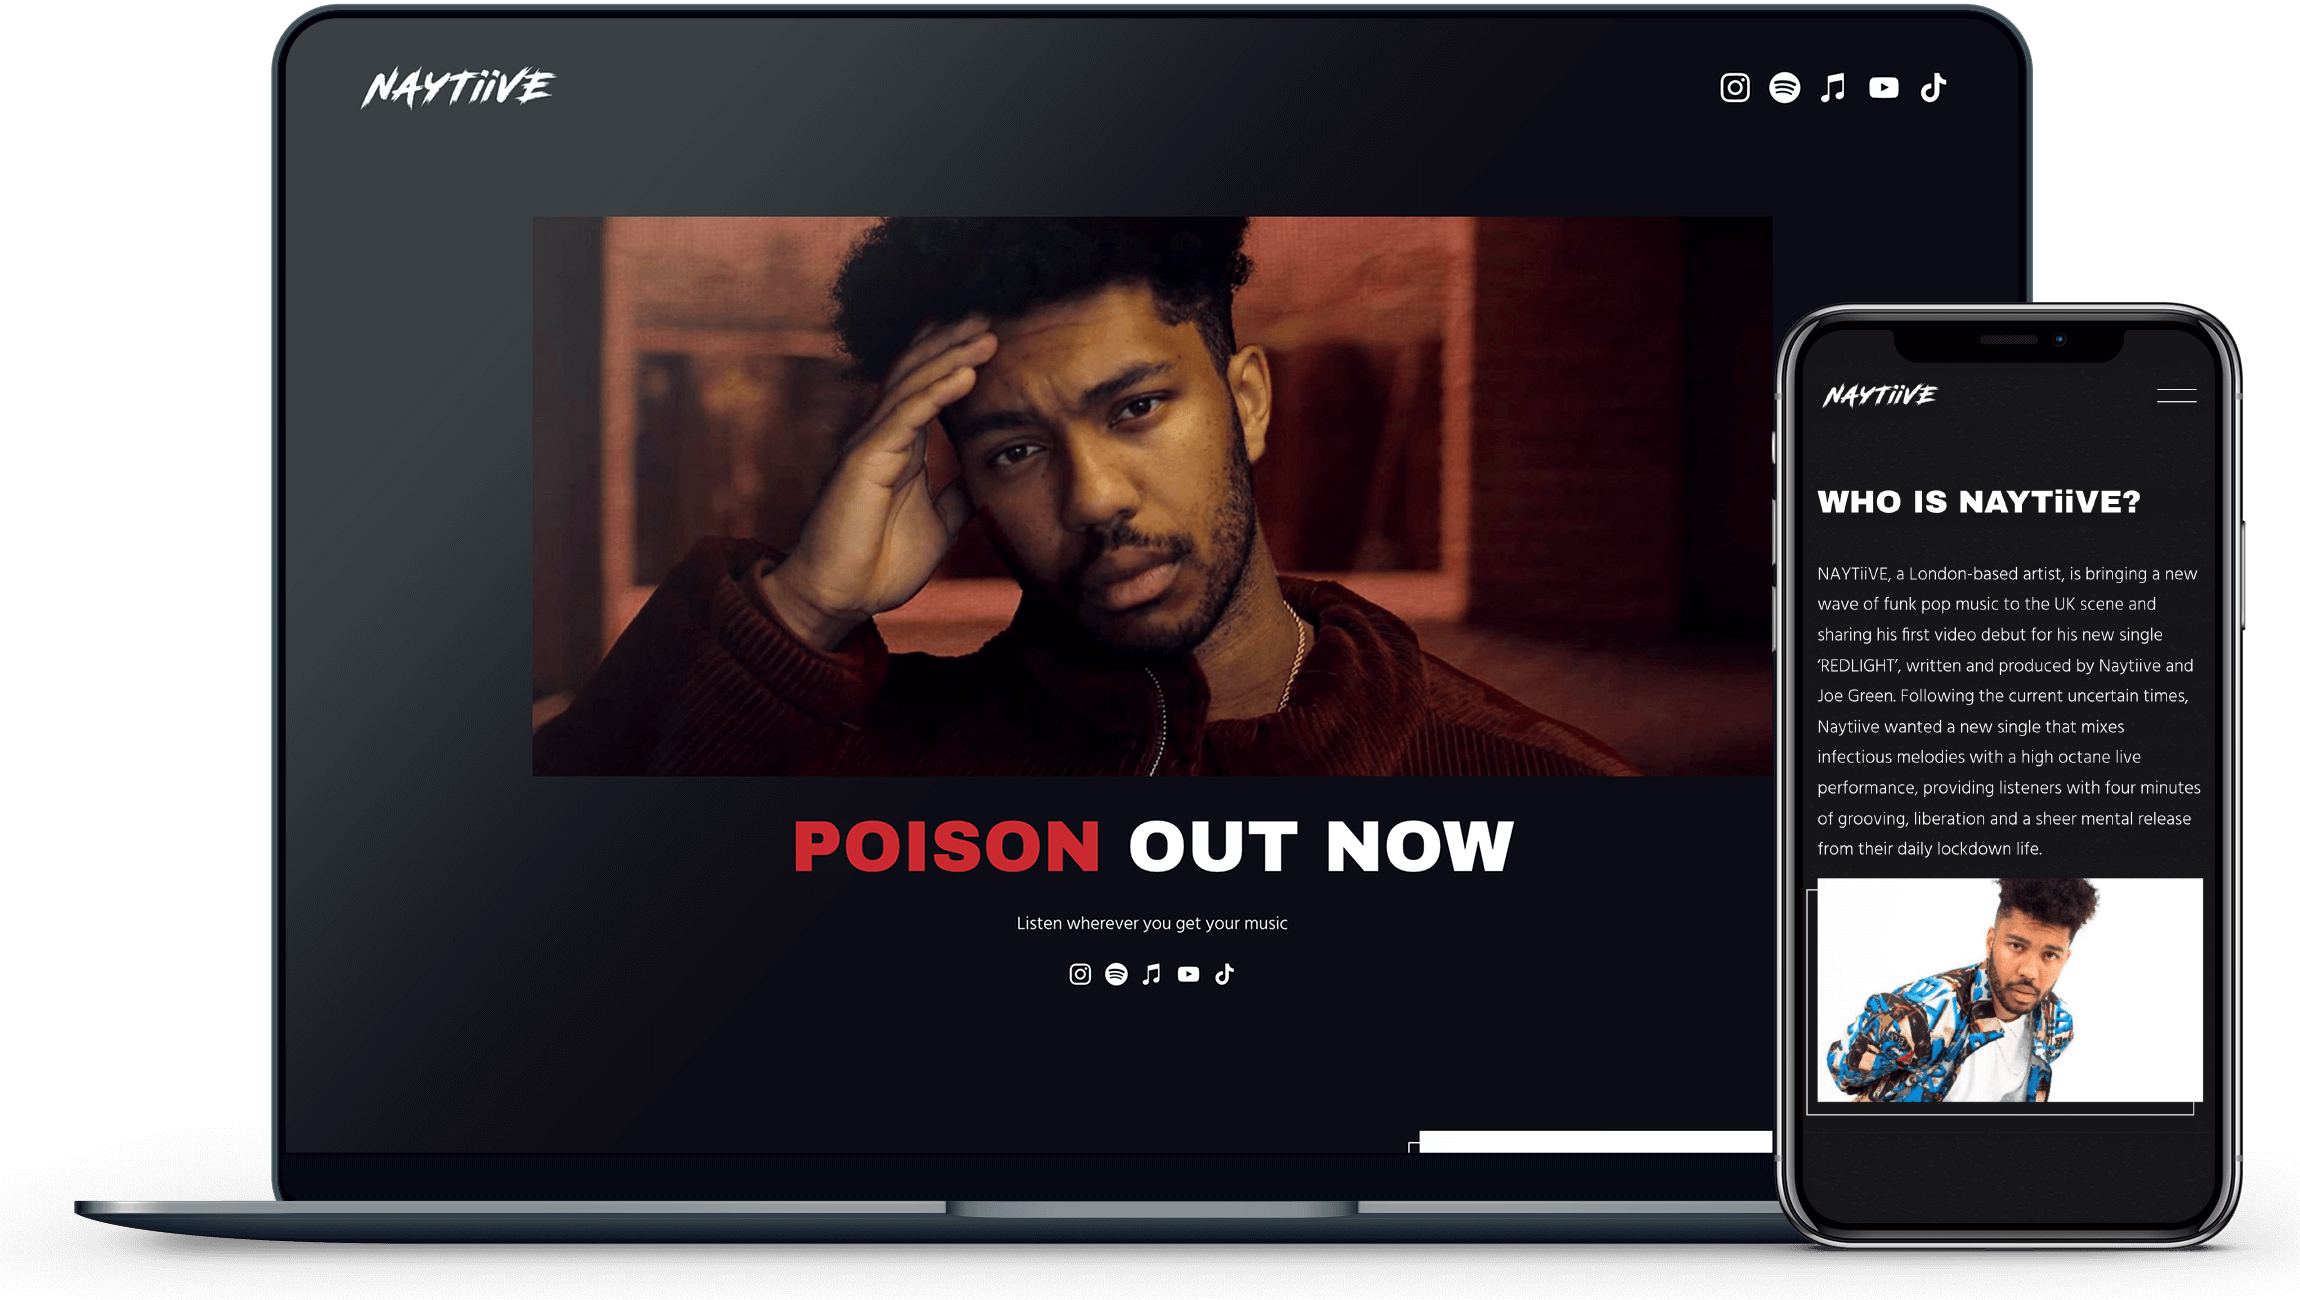 NAYTiiVE
POISON OUT NOW
Listen wherever you get your music
NAYTiiVE
WHO IS NAYTiiVE?
NAYTiiVE, a London-based artist, is bringing a new
wave of funk pop music to the UK scene and
sharing his first video debut for his new single
‘REDLIGHT’, written and produced by Naytiive and
Joe Green. Following the current uncertain times,
Naytiive wanted a new single that mixes
infectious melodies with a high octane live
performance, providing listeners with four minutes
of grooving, liberation and a sheer mental release
from their daily lockdown life.